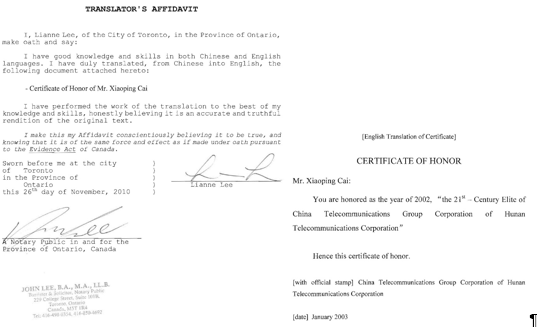 TRANSLATOR'S AFFIDAVIT
I, Lianne Lee, of the City of Toronto, in the Province of Ontario,
make oath and say:
I have good knowledge and skills in both Chinese and English
languages. I have duly translated, from Chinese into English, the
following document attached hereto:
- Certificate of Honor of Mr. Xiaoping Cai
I have performed the work of the translation to the best of my
knowledge and skills, honestly believing it is an accurate and truthful
rendition of the original text.
I make this my Affidavit conscientiously believing it to be true, and
knowing that it is of the same force and effect as if made under oath pursuant
to the Evidence Act of Canada.
Sworn before me at the city )
of Toronto )
in the Province of )
Ontario )
this 26th day of November, 2010 )
Lianne Lee
A Notary Public in and for the
Province of Ontario, Canada
JOHN LEE, B.A., M.A., LL.B.
Barrister & Solicitor, Notary Public
Toronto Ontario
[English Translation of Certificate]
CERTIFICATE OF HONOR
Mr. Xiaoping Cai:
You are honored as the year of 2002, "the 21st – Century Elite of
China Telecommunications Group Corporation of Hunan
Telecommunications Corporation"
Hence this certificate of honor.
[with official stamp] China Telecommunications Group Corporation of Hunan
Telecommunications Corporation
[date] January 2003
¶